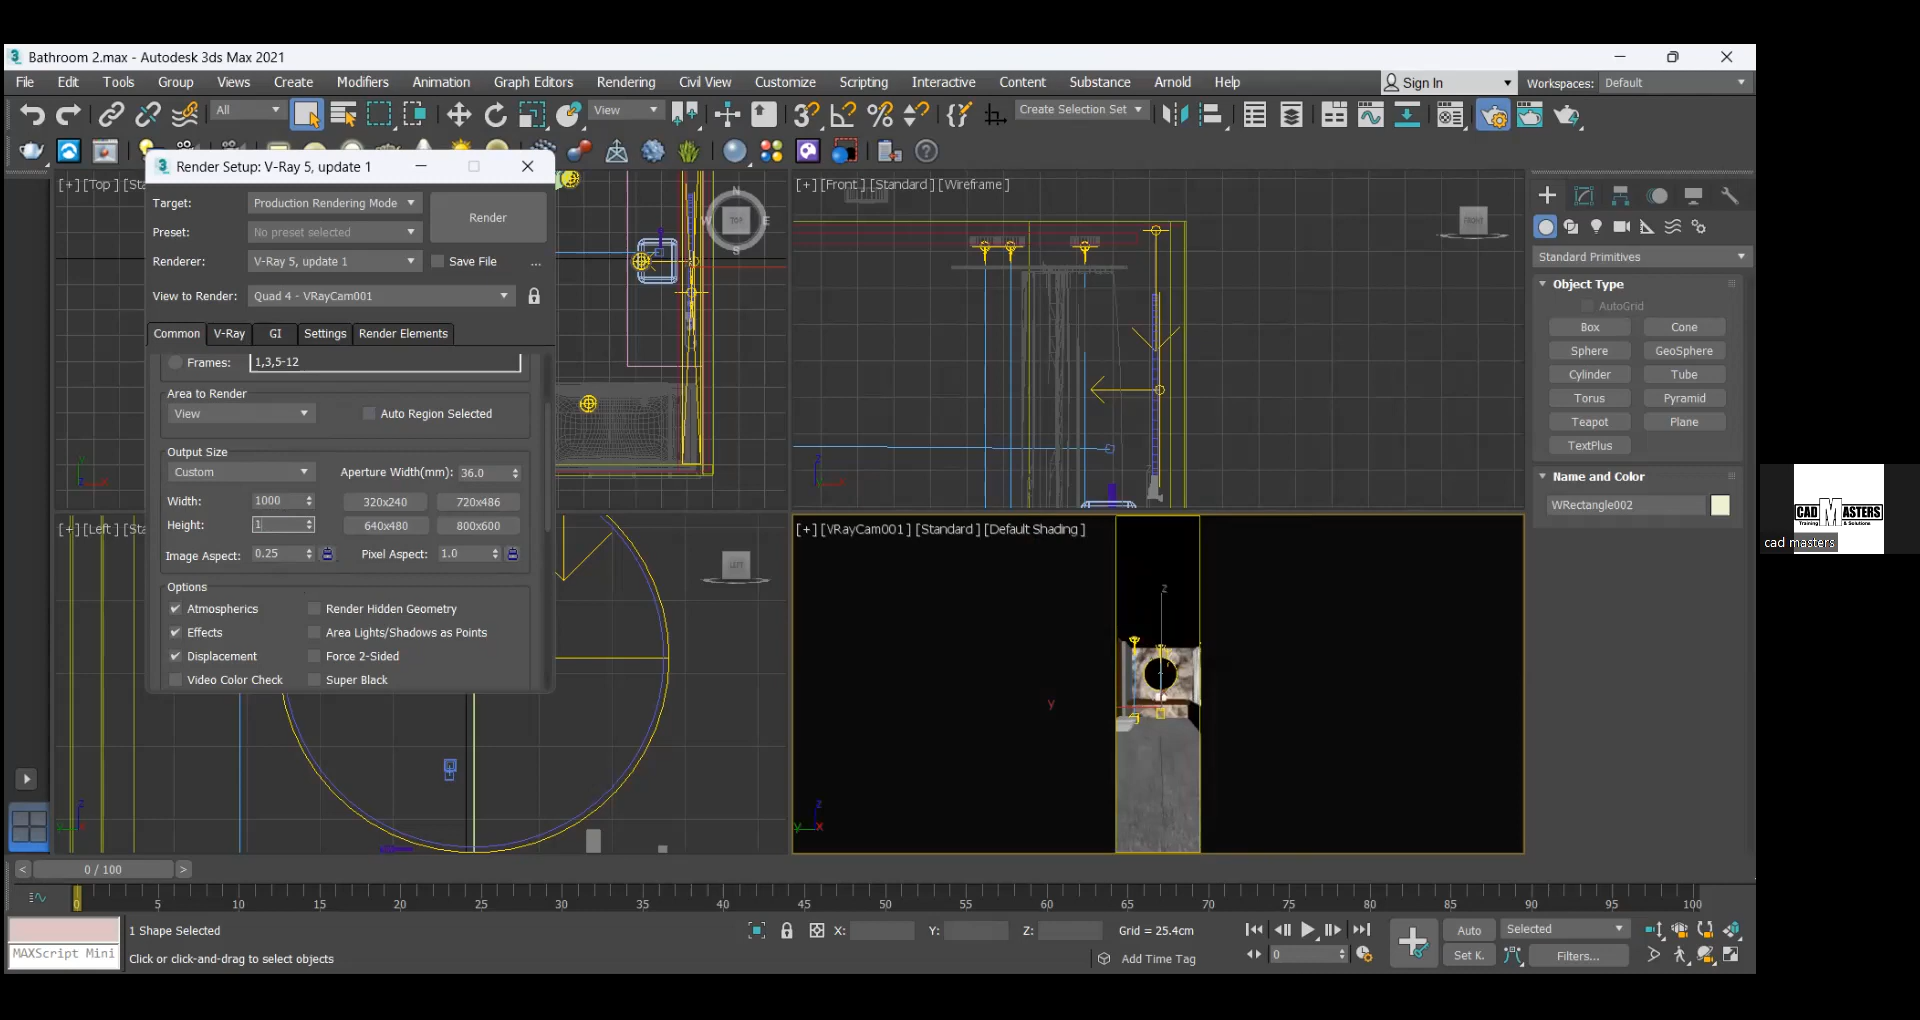 Bathroom 2.max - Autodesk 3ds Max 2021
File Edit Tools Group Views Create Modifiers Animation Graph Editors Rendering Civil View Customize Scripting Interactive Content Substance Arnold Help Sign In Workspaces: Default
All View Create Selection Set
Render Setup: V-Ray 5, update 1
Target: Production Rendering Mode
Render
Preset: No preset selected
Renderer: V-Ray 5, update 1 Save File ...
View to Render: Quad 4 - VRayCam001
Common V-Ray GI Settings Render Elements
Frames: 1,3,5-12
Area to Render
View Auto Region Selected
Output Size
Custom Aperture Width(mm): 36.0
Width: 1000 320x240 720x486
Height: 1 640x480 800x600
Image Aspect: 0.25 Pixel Aspect: 1.0
Options
Atmospherics Render Hidden Geometry
Effects Area Lights/Shadows as Points
Displacement Force 2-Sided
Video Color Check Super Black
[+] [Top] [Sta
N
W TOP E
S
[+] [Front] [Standard] [Wireframe]
FRONT
[+] [Left] [Sta
LEFT
[+] [VRayCam001] [Standard] [Default Shading]
z
y
z
y x
Standard Primitives
Object Type
AutoGrid
Box Cone
Sphere GeoSphere
Cylinder Tube
Torus Pyramid
Teapot Plane
TextPlus
Name and Color
WRectangle002
CAD MASTERS
Training & Solutions
cad masters
< 0 / 100 >
0 5 10 15 20 25 30 35 40 45 50 55 60 65 70 75 80 85 90 95 100
1 Shape Selected X: Y: Z: Grid = 25.4cm Auto Selected
MAXScript Mini Click or click-and-drag to select objects Add Time Tag 0 Set K. Filters...